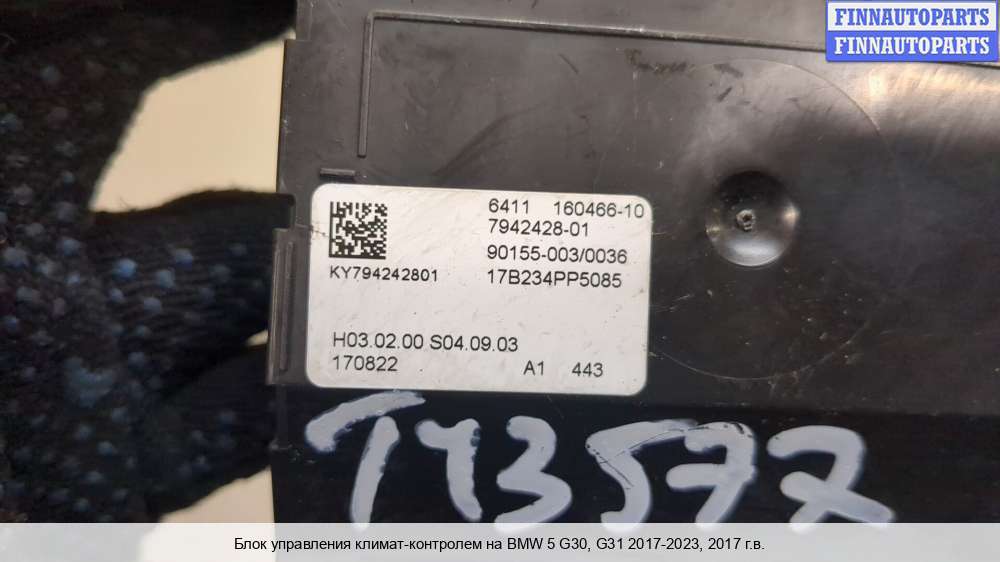 FINNAUTOPARTS
FINNAUTOPARTS
6411 160466-10
7942428-01
90155-003/0036
KY794242801 17B234PP5085
H03.02.00 S04.09.03
170822 A1 443
T43577
Блок управления климат-контролем на BMW 5 G30, G31 2017-2023, 2017 г.в.